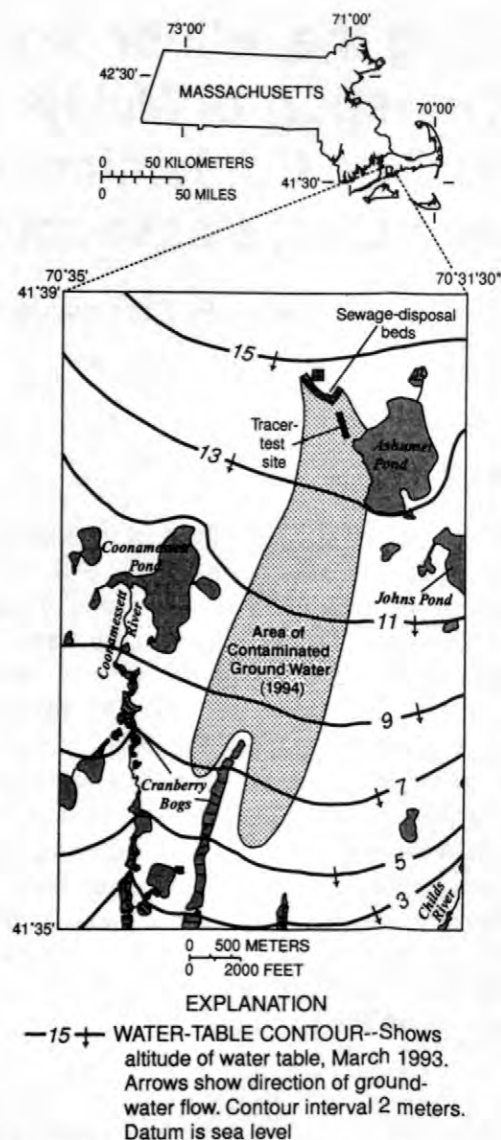 73°00'
71°00'
42°30'
MASSACHUSETTS
70°00'
0 50 KILOMETERS
0 50 MILES
41°30'
70°35'
70°31'30"
41°39'
Sewage-disposal
beds
15
Tracer-
test
site
Ashumet
Pond
13
Coonamessett
Pond
Johns Pond
Coonamessett
River
11
Area of
Contaminated
Ground Water
(1994)
9
7
Cranberry
Bogs
5
3
Childs
River
41°35'
0 500 METERS
0 2000 FEET
EXPLANATION
15 WATER-TABLE CONTOUR--Shows
altitude of water table, March 1993.
Arrows show direction of ground-
water flow. Contour interval 2 meters.
Datum is sea level